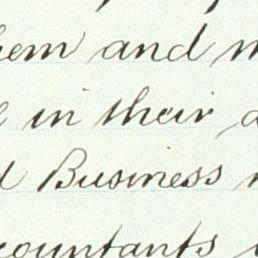 hem and
in their
Business
countants